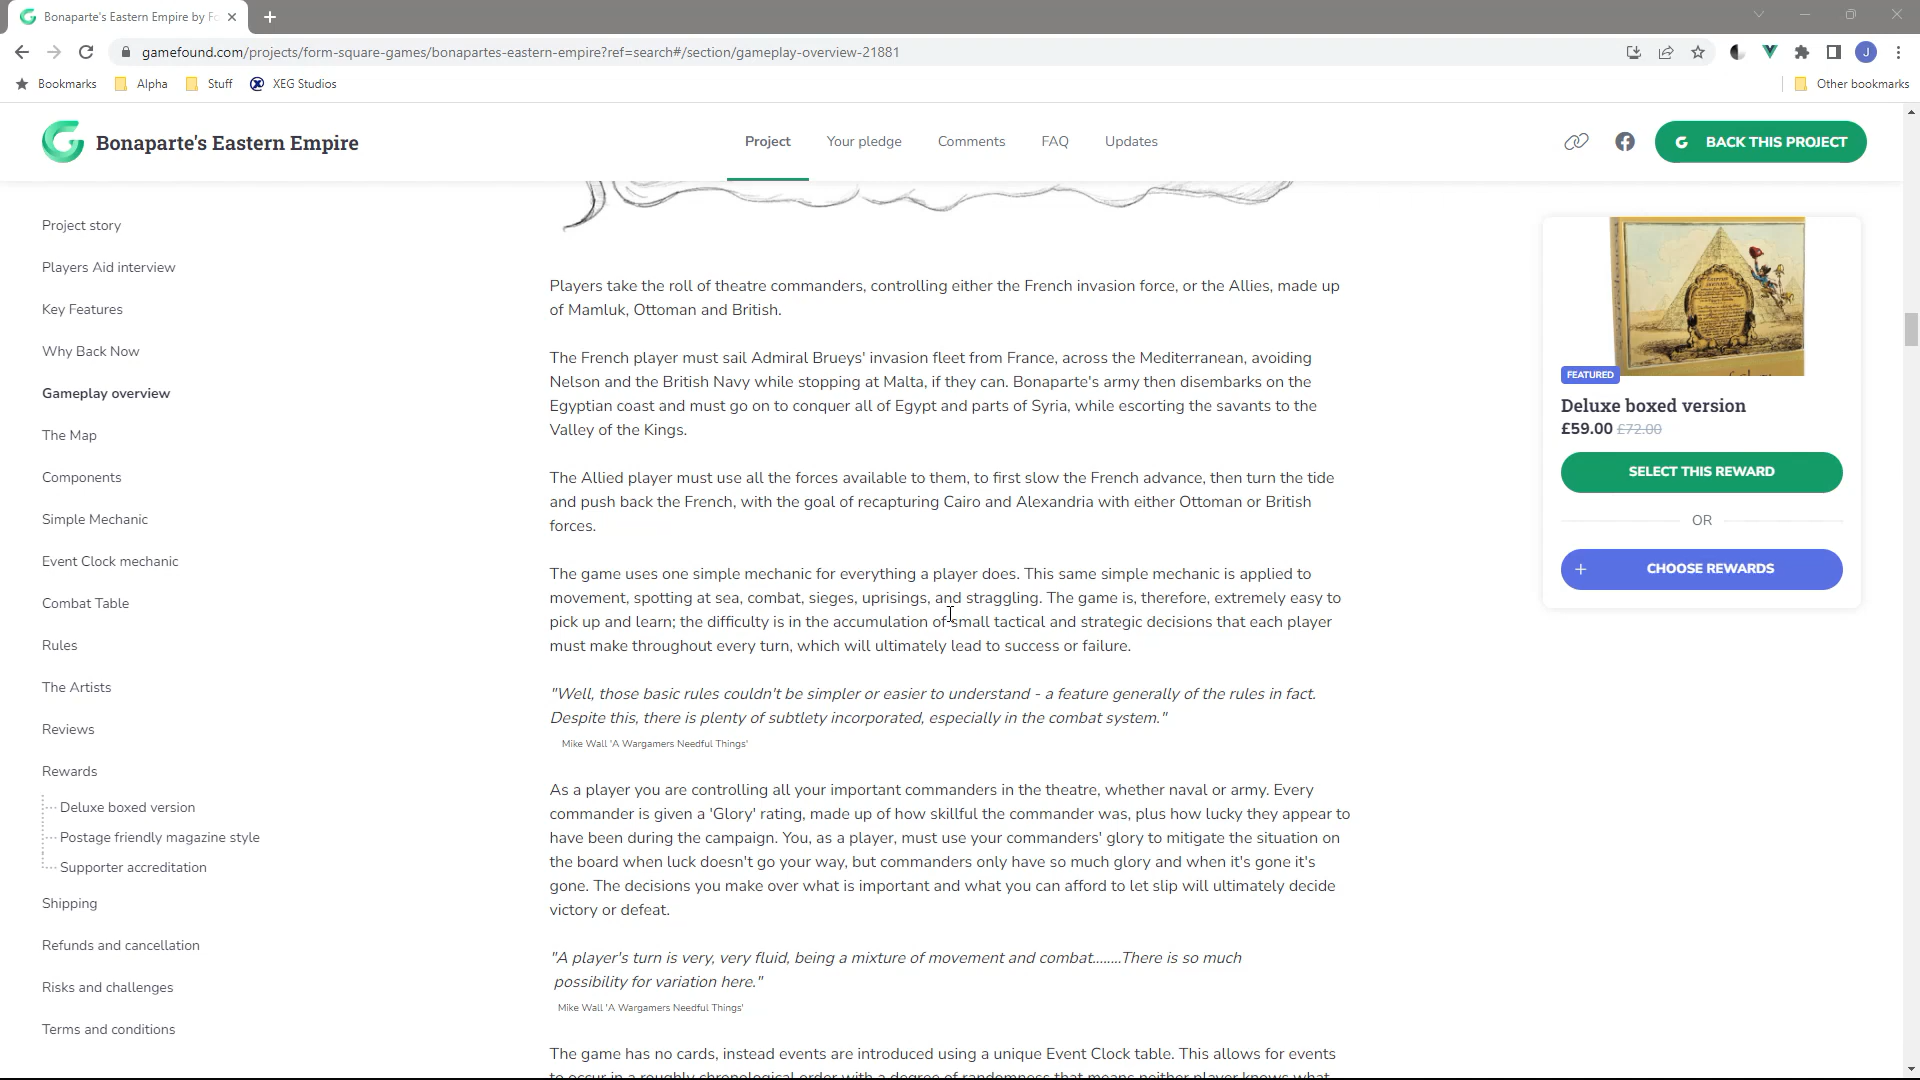 Bonaparte's Eastern Empire by Fo
gamefound.com/projects/form-square-games/bonapartes-eastern-empire?ref=search#/section/gameplay-overview-21881
J
Bookmarks
Alpha
Stuff
XEG Studios
Other bookmarks
Bonaparte's Eastern Empire
Project
Your pledge
Comments
FAQ
Updates
BACK THIS PROJECT
Project story
Players Aid interview
Key Features
Why Back Now
Gameplay overview
The Map
Components
Simple Mechanic
Event Clock mechanic
Combat Table
Rules
The Artists
Reviews
Rewards
Deluxe boxed version
Postage friendly magazine style
Supporter accreditation
Shipping
Refunds and cancellation
Risks and challenges
Terms and conditions
Players take the roll of theatre commanders, controlling either the French invasion force, or the Allies, made up
of Mamluk, Ottoman and British.
The French player must sail Admiral Brueys' invasion fleet from France, across the Mediterranean, avoiding
Nelson and the British Navy while stopping at Malta, if they can. Bonaparte's army then disembarks on the
Egyptian coast and must go on to conquer all of Egypt and parts of Syria, while escorting the savants to the
Valley of the Kings.
The Allied player must use all the forces available to them, to first slow the French advance, then turn the tide
and push back the French, with the goal of recapturing Cairo and Alexandria with either Ottoman or British
forces.
The game uses one simple mechanic for everything a player does. This same simple mechanic is applied to
movement, spotting at sea, combat, sieges, uprisings, and straggling. The game is, therefore, extremely easy to
pick up and learn; the difficulty is in the accumulation of small tactical and strategic decisions that each player
must make throughout every turn, which will ultimately lead to success or failure.
"Well, those basic rules couldn't be simpler or easier to understand - a feature generally of the rules in fact.
Despite this, there is plenty of subtlety incorporated, especially in the combat system."
Mike Wall 'A Wargamers Needful Things'
As a player you are controlling all your important commanders in the theatre, whether naval or army. Every
commander is given a 'Glory' rating, made up of how skillful the commander was, plus how lucky they appear to
have been during the campaign. You, as a player, must use your commanders' glory to mitigate the situation on
the board when luck doesn't go your way, but commanders only have so much glory and when it's gone it's
gone. The decisions you make over what is important and what you can afford to let slip will ultimately decide
victory or defeat.
"A player's turn is very, very fluid, being a mixture of movement and combat........There is so much
possibility for variation here."
Mike Wall 'A Wargamers Needful Things'
The game has no cards, instead events are introduced using a unique Event Clock table. This allows for events
to occur in a roughly chronological order with a degree of randomness that means neither player knows what
FEATURED
Deluxe boxed version
£59.00 £72.00
SELECT THIS REWARD
OR
+ CHOOSE REWARDS